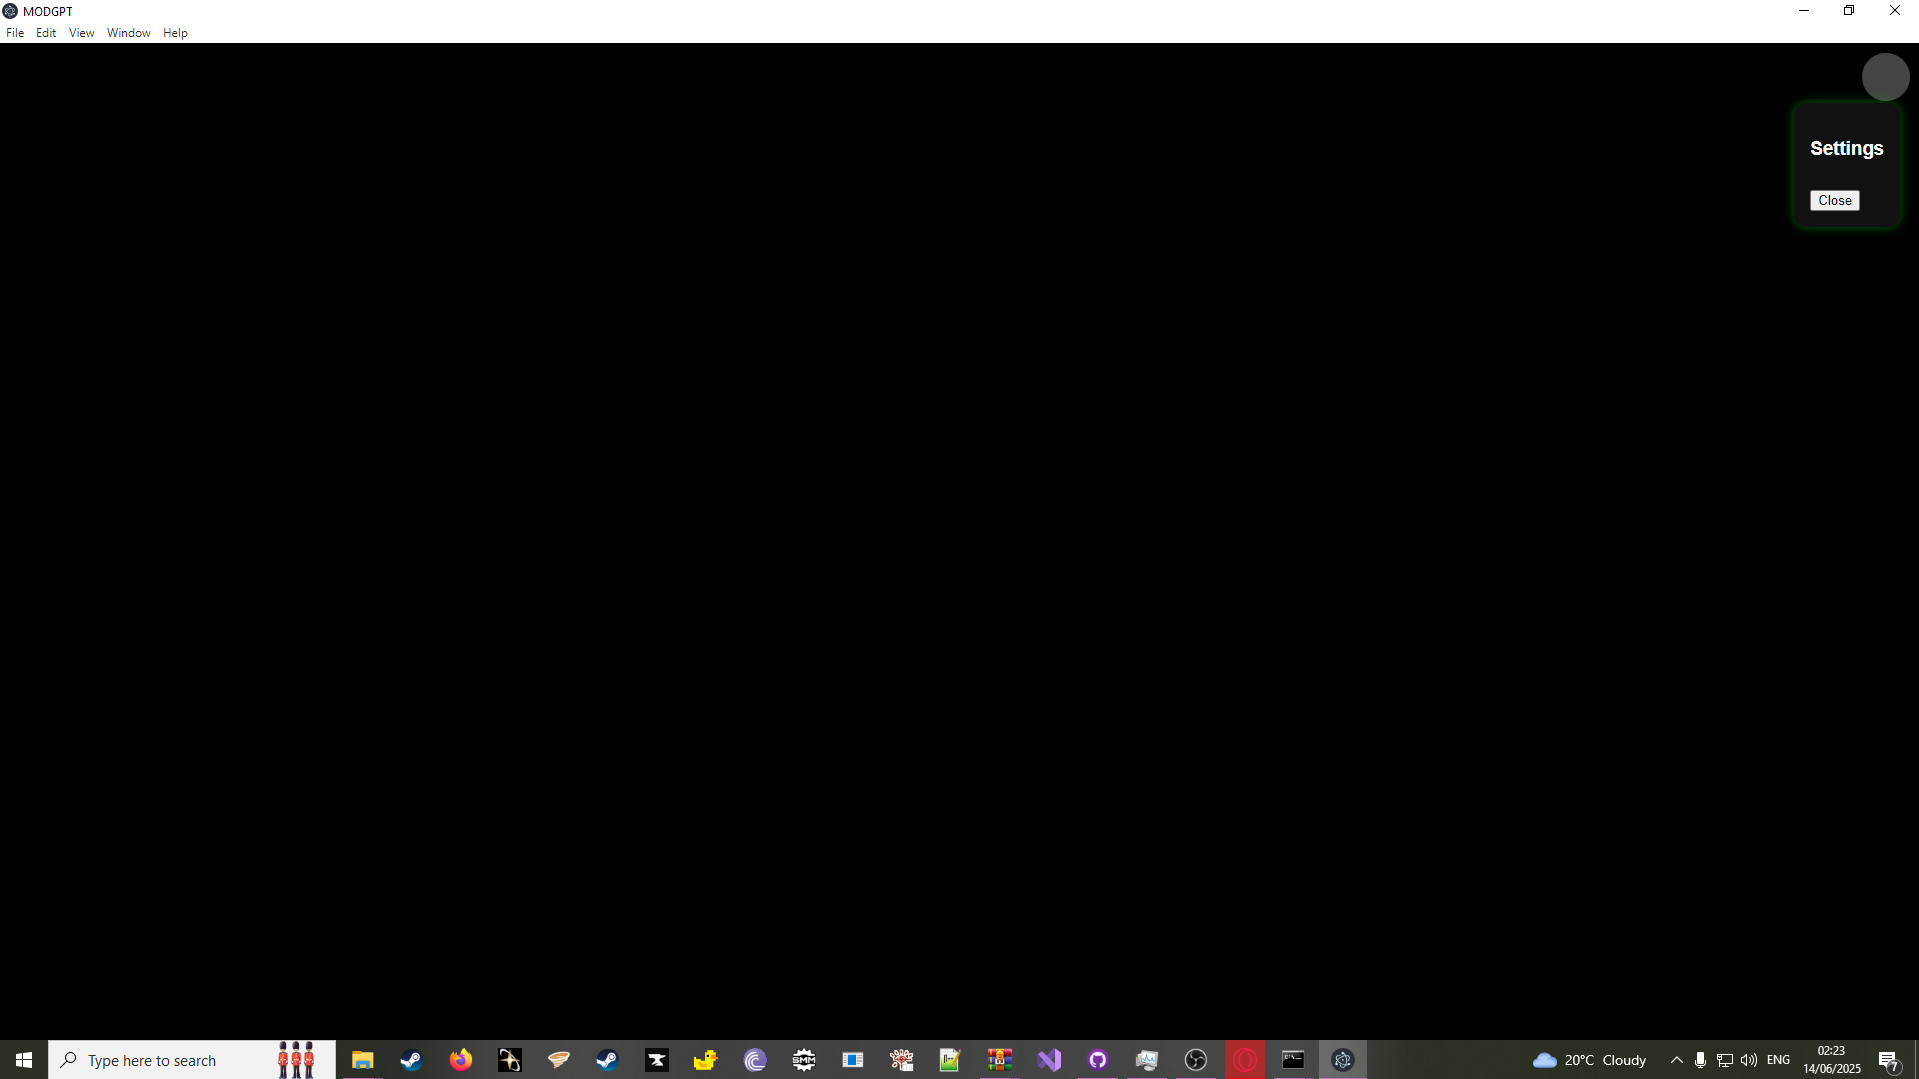 MODGPT
File Edit View Window Help
Settings
Close
Type here to search
SMM
20°C Cloudy
ENG
02:23
14/06/2025
7